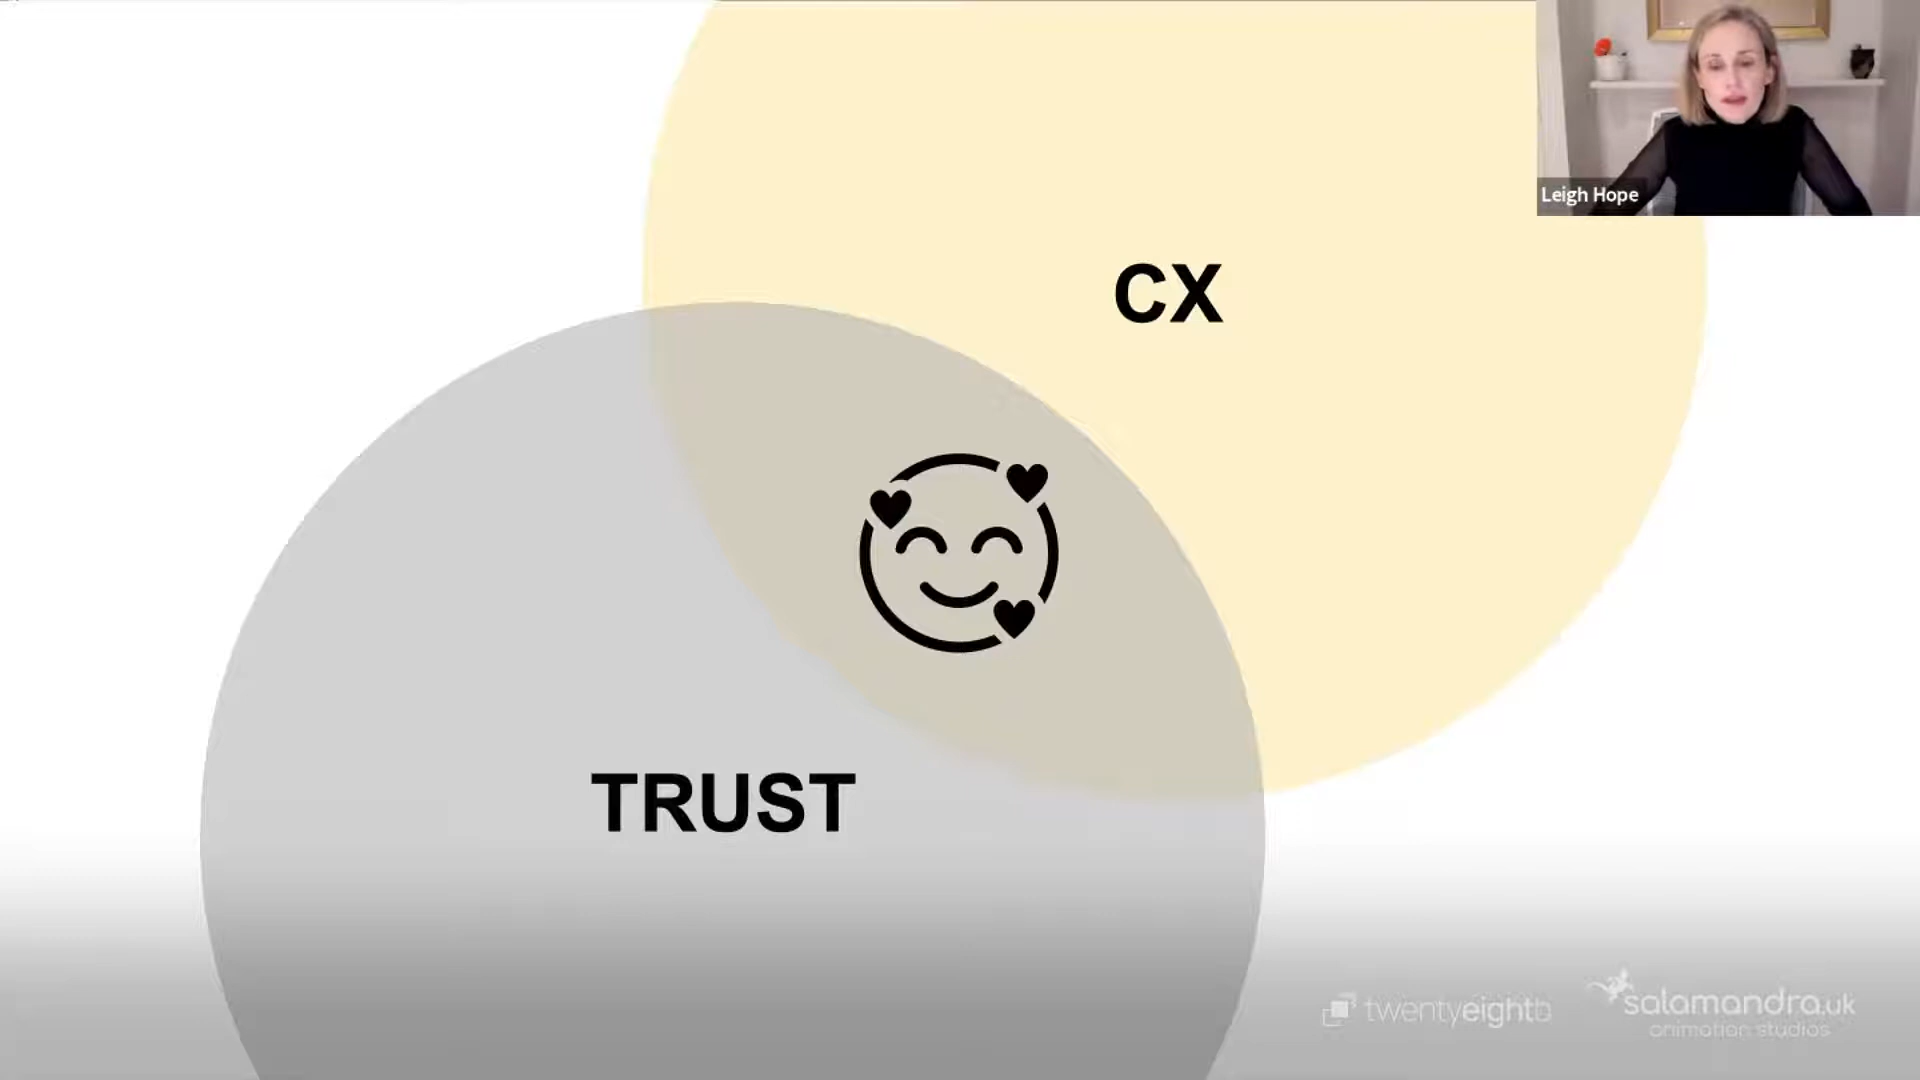 Leigh Hope
CX
TRUST
twentyeightb
salamandra.uk
animation studios